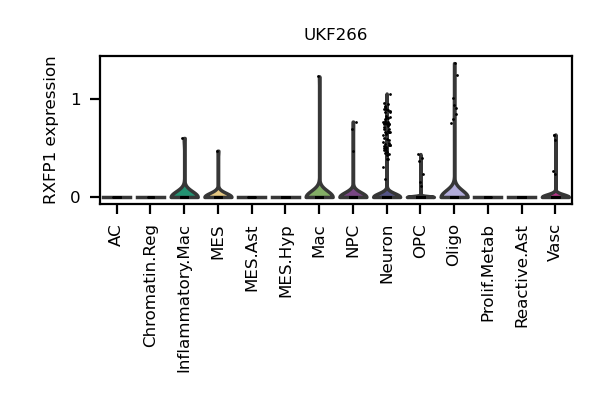 UKF266
RXFP1 expression
1
0
AC
Chromatin.Reg
Inflammatory.Mac
MES
MES.Ast
MES.Hyp
Mac
NPC
Neuron
OPC
Oligo
Prolif.Metab
Reactive.Ast
Vasc